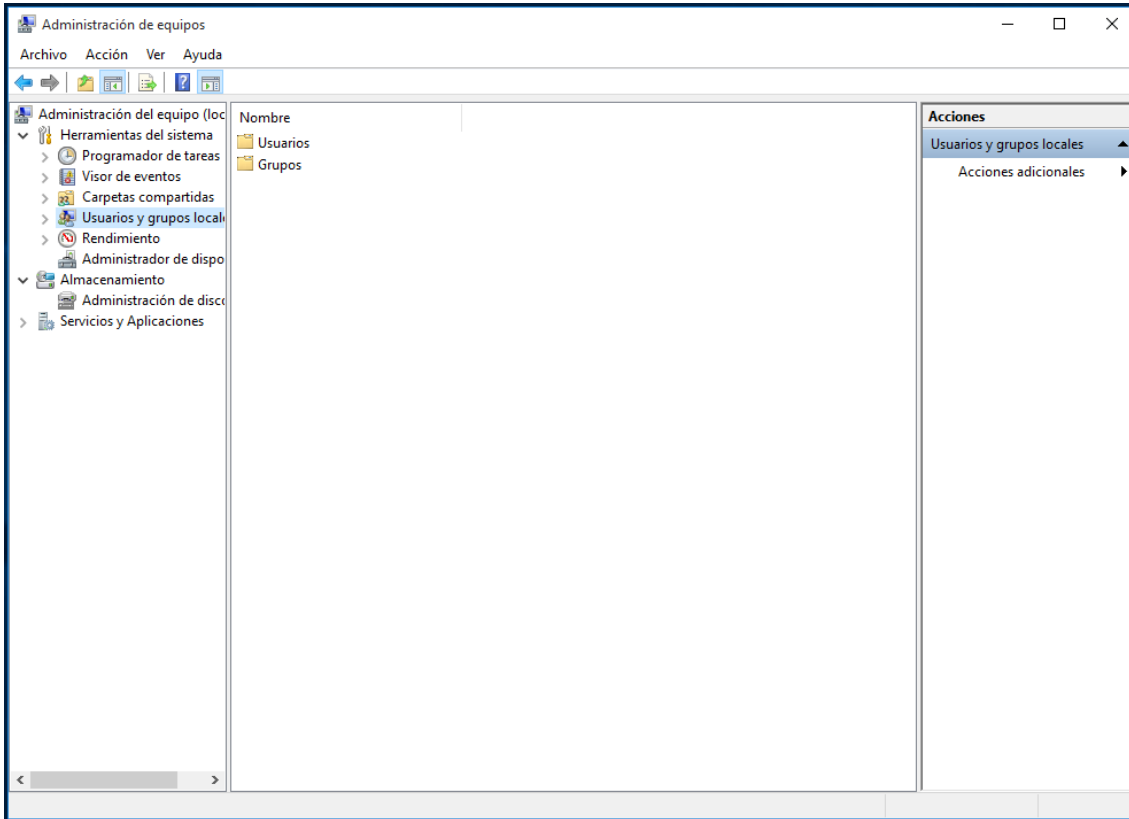 Administración de equipos
Archivo Acción Ver Ayuda
Administración del equipo (loc
Herramientas del sistema
Programador de tareas
Visor de eventos
Carpetas compartidas
Usuarios y grupos locale
Rendimiento
Administrador de dispo
Almacenamiento
Administración de disco
Servicios y Aplicaciones
Nombre
Usuarios
Grupos
Acciones
Usuarios y grupos locales
Acciones adicionales